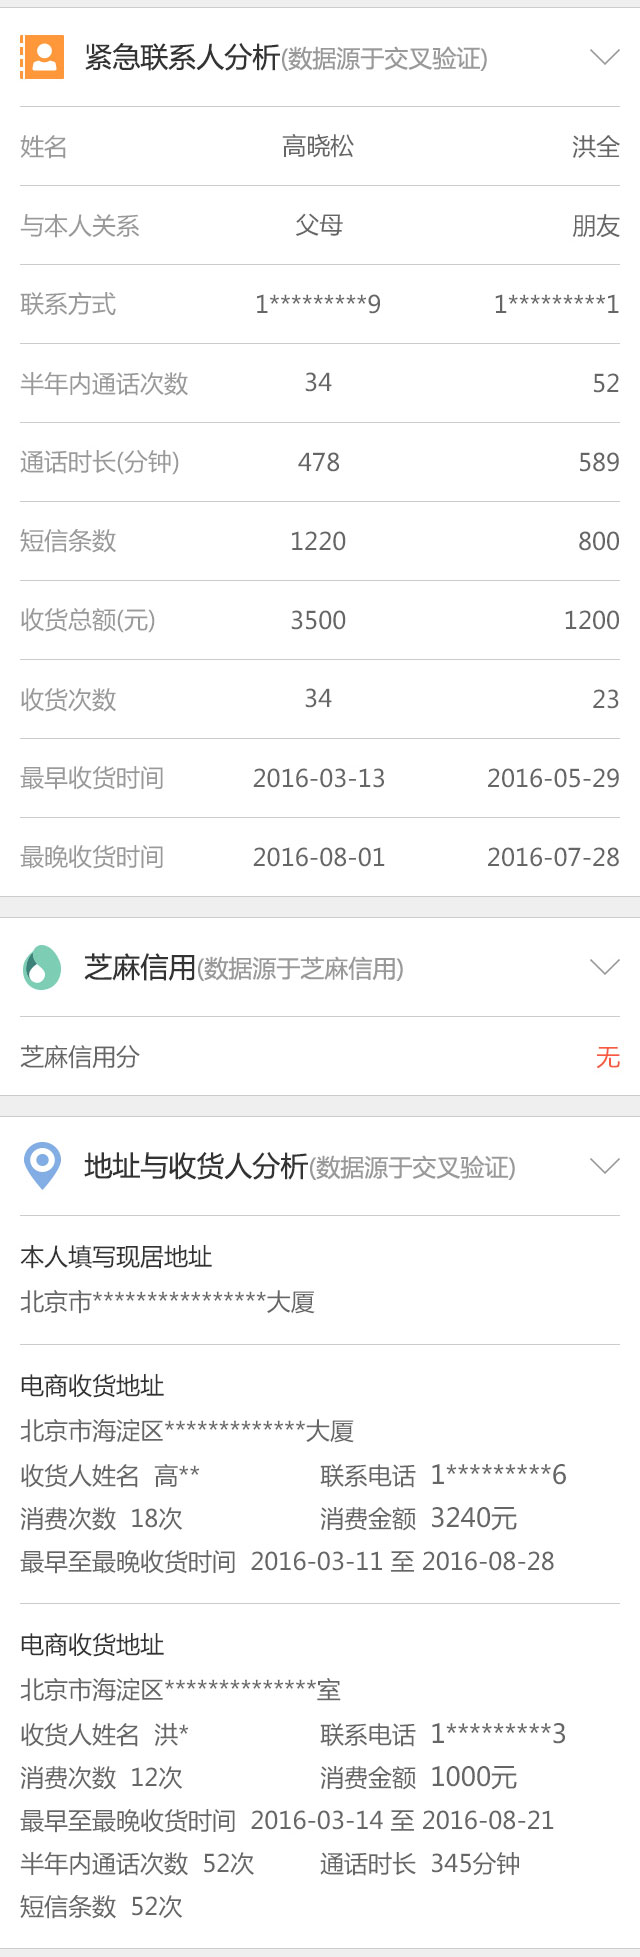 紧急联系人分析(数据源于交叉验证)
姓名 高晓松 洪全
与本人关系 父母 朋友
联系方式 1*********9 1*********1
半年内通话次数 34 52
通话时长(分钟) 478 589
短信条数 1220 800
收货总额(元) 3500 1200
收货次数 34 23
最早收货时间 2016-03-13 2016-05-29
最晚收货时间 2016-08-01 2016-07-28
芝麻信用(数据源于芝麻信用)
芝麻信用分 无
地址与收货人分析(数据源于交叉验证)
本人填写现居地址
北京市****************大厦
电商收货地址
北京市海淀区*************大厦
收货人姓名 高** 联系电话 1*********6
消费次数 18次 消费金额 3240元
最早至最晚收货时间 2016-03-11 至 2016-08-28
电商收货地址
北京市海淀区**************室
收货人姓名 洪* 联系电话 1*********3
消费次数 12次 消费金额 1000元
最早至最晚收货时间 2016-03-14 至 2016-08-21
半年内通话次数 52次 通话时长 345分钟
短信条数 52次